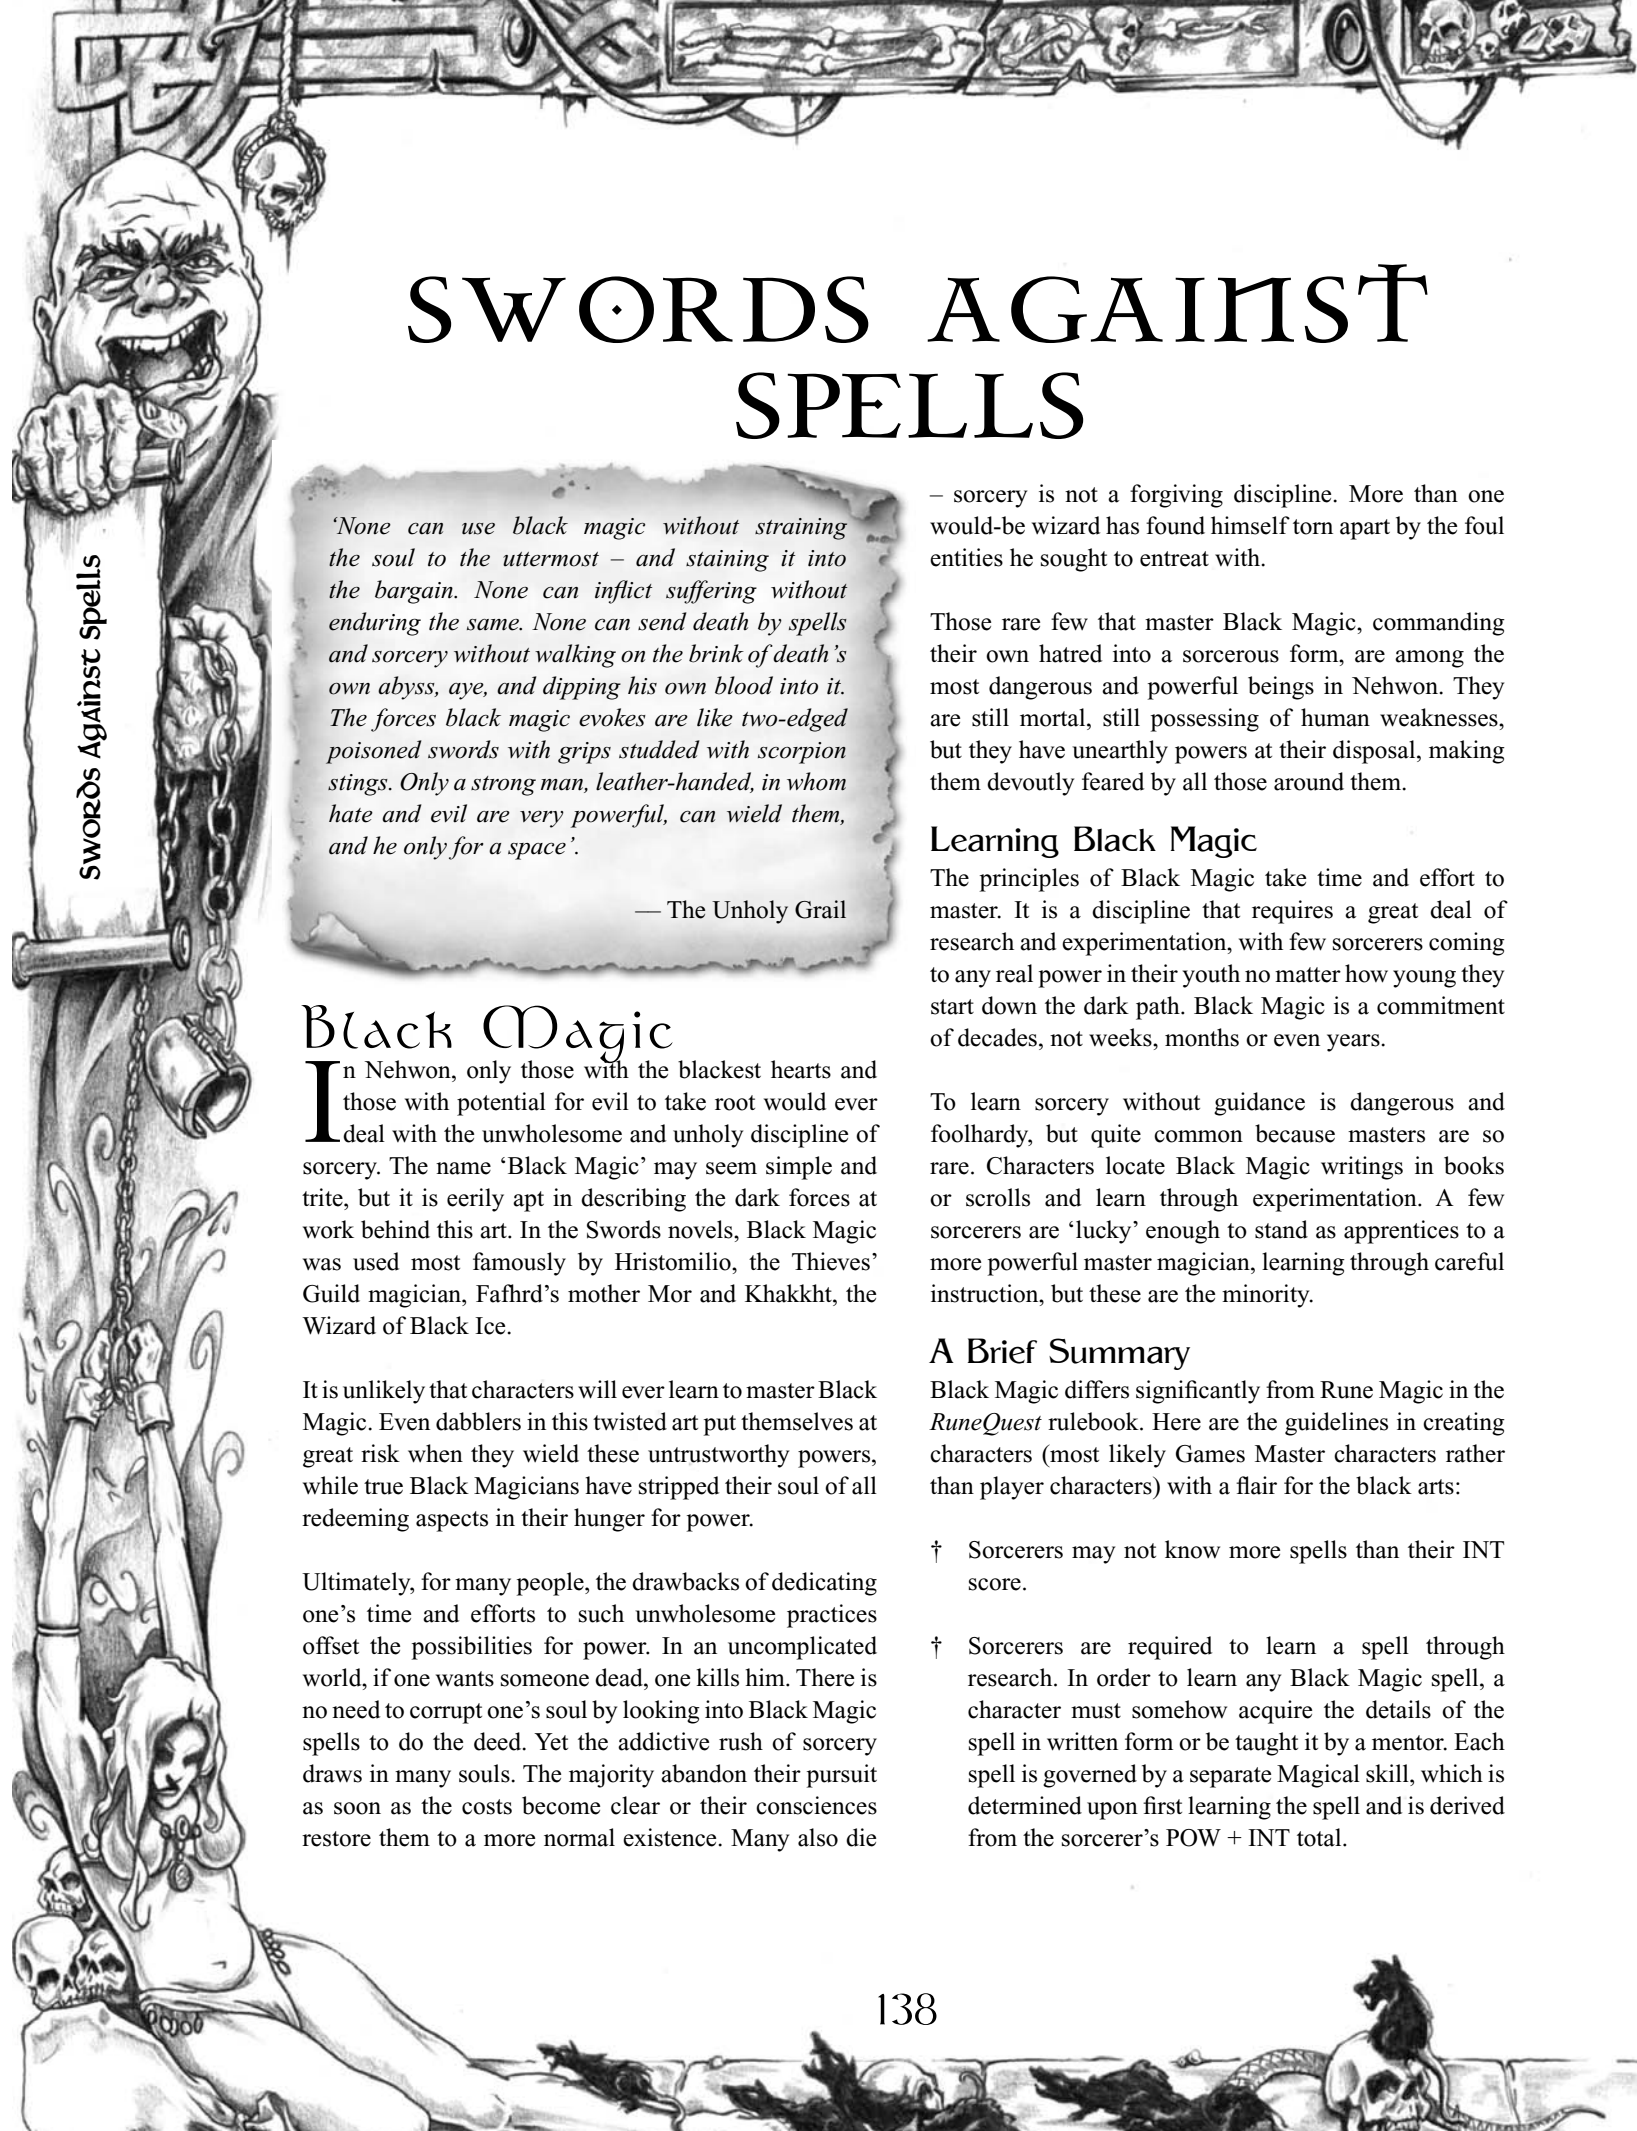 SWORDS AGAINST
SPELLS
Swords Against Spells
‘None can use black magic without straining
the soul to the uttermost – and staining it into
the bargain. None can inflict suffering without
enduring the same. None can send death by spells
and sorcery without walking on the brink of death’s
own abyss, aye, and dipping his own blood into it.
The forces black magic evokes are like two-edged
poisoned swords with grips studded with scorpion
stings. Only a strong man, leather-handed, in whom
hate and evil are very powerful, can wield them,
and he only for a space’.
— The Unholy Grail
Black Magic
In Nehwon, only those with the blackest hearts and
those with potential for evil to take root would ever
deal with the unwholesome and unholy discipline of
sorcery. The name ‘Black Magic’ may seem simple and
trite, but it is eerily apt in describing the dark forces at
work behind this art. In the Swords novels, Black Magic
was used most famously by Hristomilio, the Thieves’
Guild magician, Fafhrd’s mother Mor and Khakkht, the
Wizard of Black Ice.
It is unlikely that characters will ever learn to master Black
Magic. Even dabblers in this twisted art put themselves at
great risk when they wield these untrustworthy powers,
while true Black Magicians have stripped their soul of all
redeeming aspects in their hunger for power.
Ultimately, for many people, the drawbacks of dedicating
one’s time and efforts to such unwholesome practices
offset the possibilities for power. In an uncomplicated
world, if one wants someone dead, one kills him. There is
no need to corrupt one’s soul by looking into Black Magic
spells to do the deed. Yet the addictive rush of sorcery
draws in many souls. The majority abandon their pursuit
as soon as the costs become clear or their consciences
restore them to a more normal existence. Many also die
– sorcery is not a forgiving discipline. More than one
would-be wizard has found himself torn apart by the foul
entities he sought to entreat with.
Those rare few that master Black Magic, commanding
their own hatred into a sorcerous form, are among the
most dangerous and powerful beings in Nehwon. They
are still mortal, still possessing of human weaknesses,
but they have unearthly powers at their disposal, making
them devoutly feared by all those around them.
Learning Black Magic
The principles of Black Magic take time and effort to
master. It is a discipline that requires a great deal of
research and experimentation, with few sorcerers coming
to any real power in their youth no matter how young they
start down the dark path. Black Magic is a commitment
of decades, not weeks, months or even years.
To learn sorcery without guidance is dangerous and
foolhardy, but quite common because masters are so
rare. Characters locate Black Magic writings in books
or scrolls and learn through experimentation. A few
sorcerers are ‘lucky’ enough to stand as apprentices to a
more powerful master magician, learning through careful
instruction, but these are the minority.
A Brief Summary
Black Magic differs significantly from Rune Magic in the
RuneQuest rulebook. Here are the guidelines in creating
characters (most likely Games Master characters rather
than player characters) with a flair for the black arts:
† Sorcerers may not know more spells than their INT
score.
† Sorcerers are required to learn a spell through
research. In order to learn any Black Magic spell, a
character must somehow acquire the details of the
spell in written form or be taught it by a mentor. Each
spell is governed by a separate Magical skill, which is
determined upon first learning the spell and is derived
from the sorcerer’s POW + INT total.
138